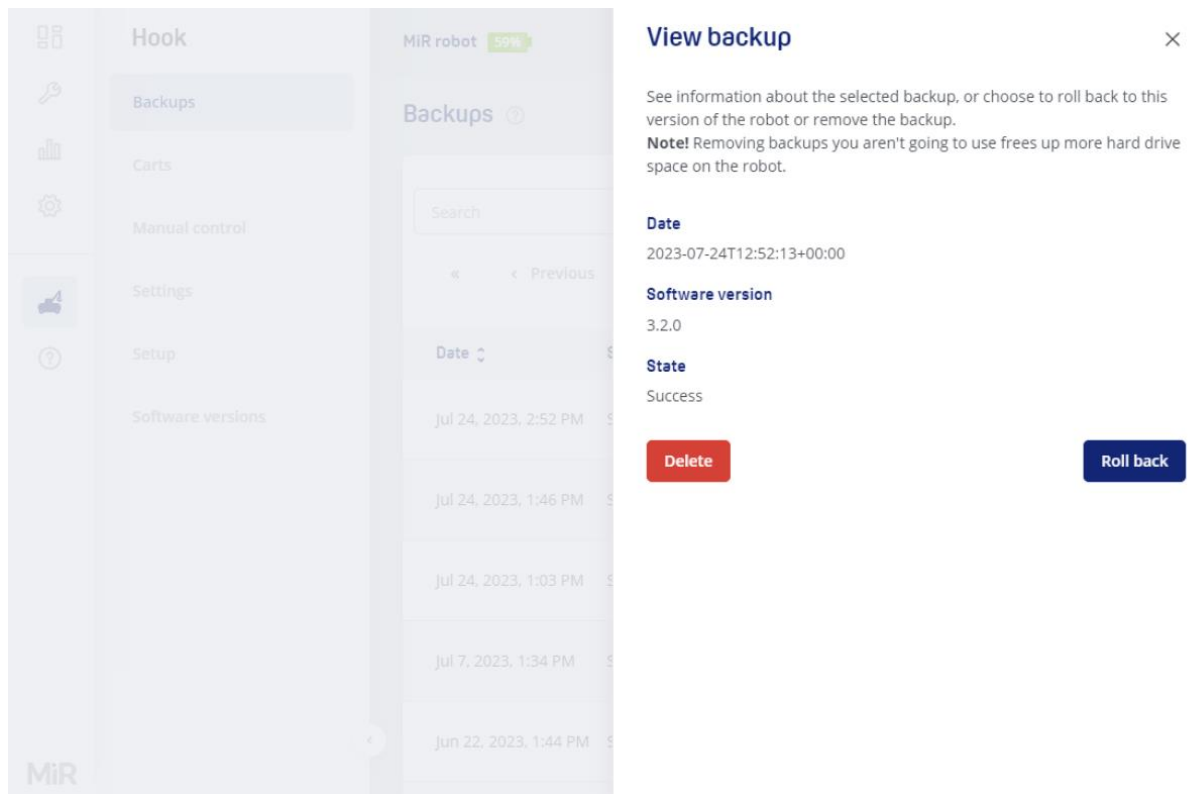 Hook
Backups
Carts
Manual control
Settings
Setup
Software versions
MiR
MiR robot 59%
Backups
Search
« ‹ Previous
Date
Jul 24, 2023, 2:52 PM
Jul 24, 2023, 1:46 PM
Jul 24, 2023, 1:03 PM
Jul 7, 2023, 1:34 PM
Jun 22, 2023, 1:44 PM
View backup
See information about the selected backup, or choose to roll back to this
version of the robot or remove the backup.
Note! Removing backups you aren't going to use frees up more hard drive
space on the robot.
Date
2023-07-24T12:52:13+00:00
Software version
3.2.0
State
Success
Delete
Roll back